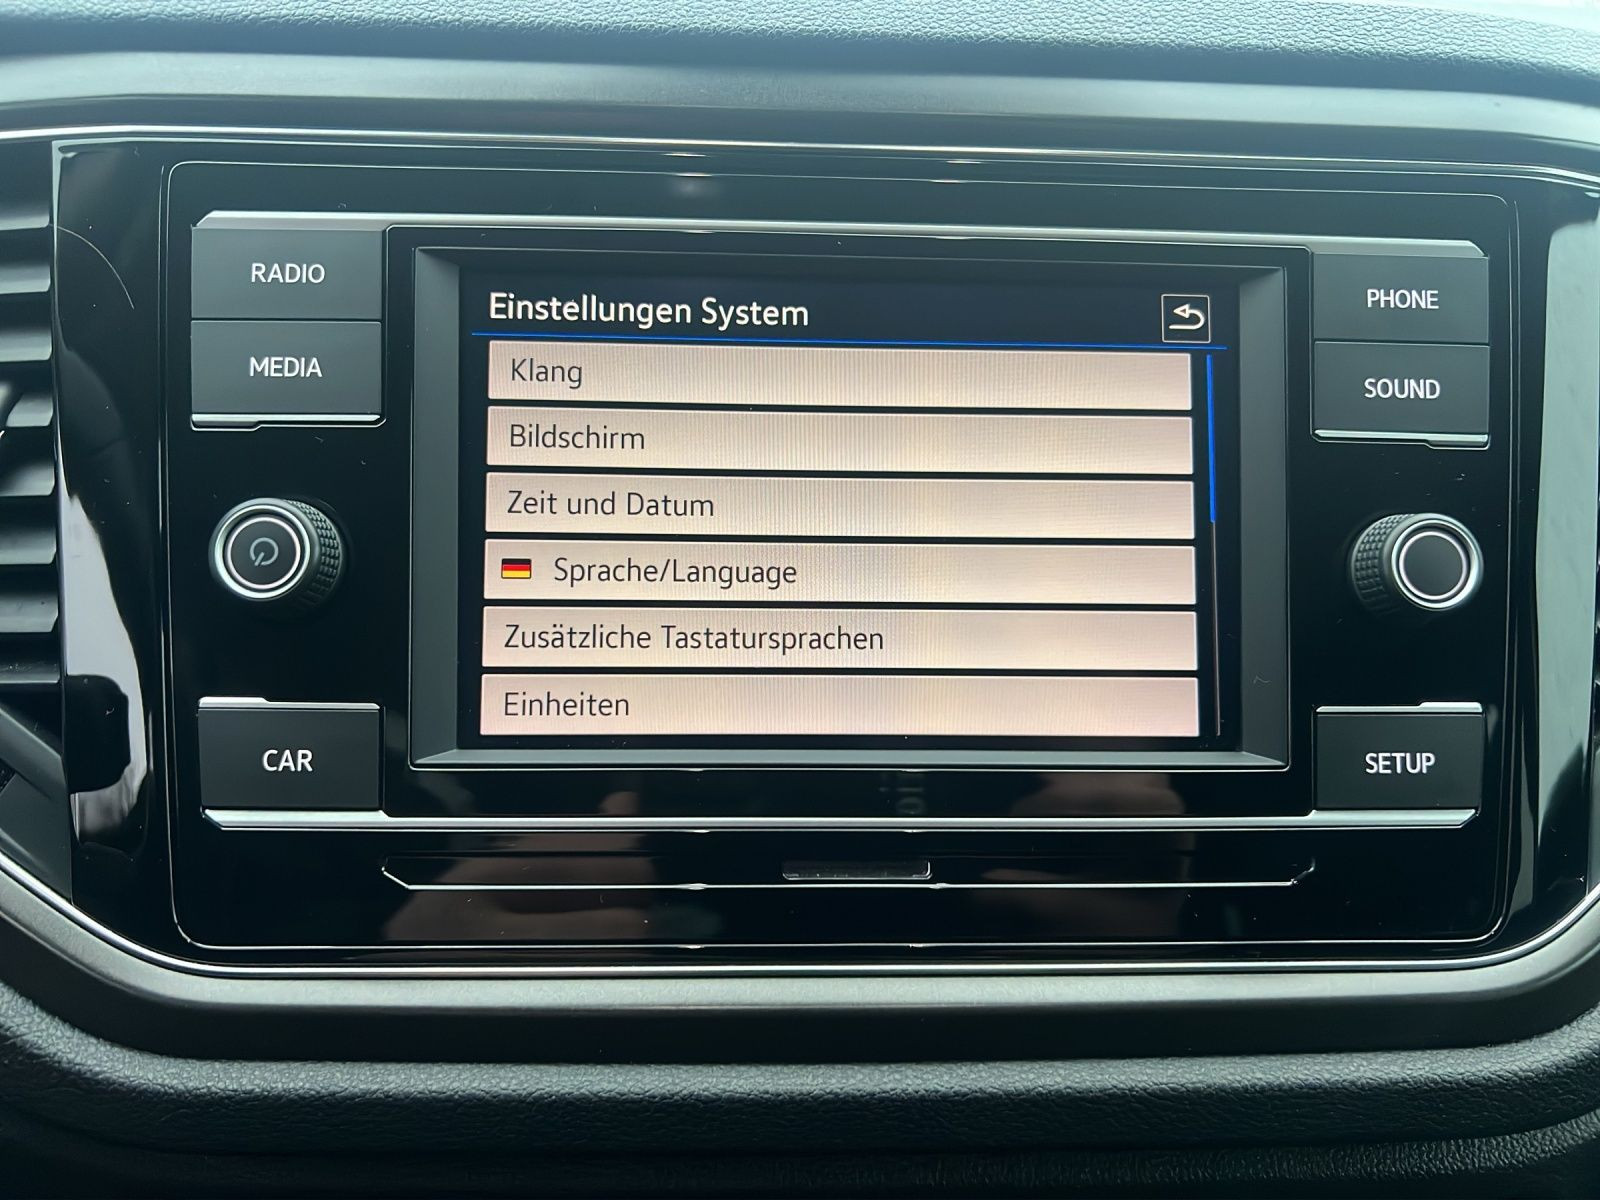 RADIO
MEDIA
CAR
Einstellungen System
Klang
Bildschirm
Zeit und Datum
Sprache/Language
Zusätzliche Tastatursprachen
Einheiten
PHONE
SOUND
SETUP